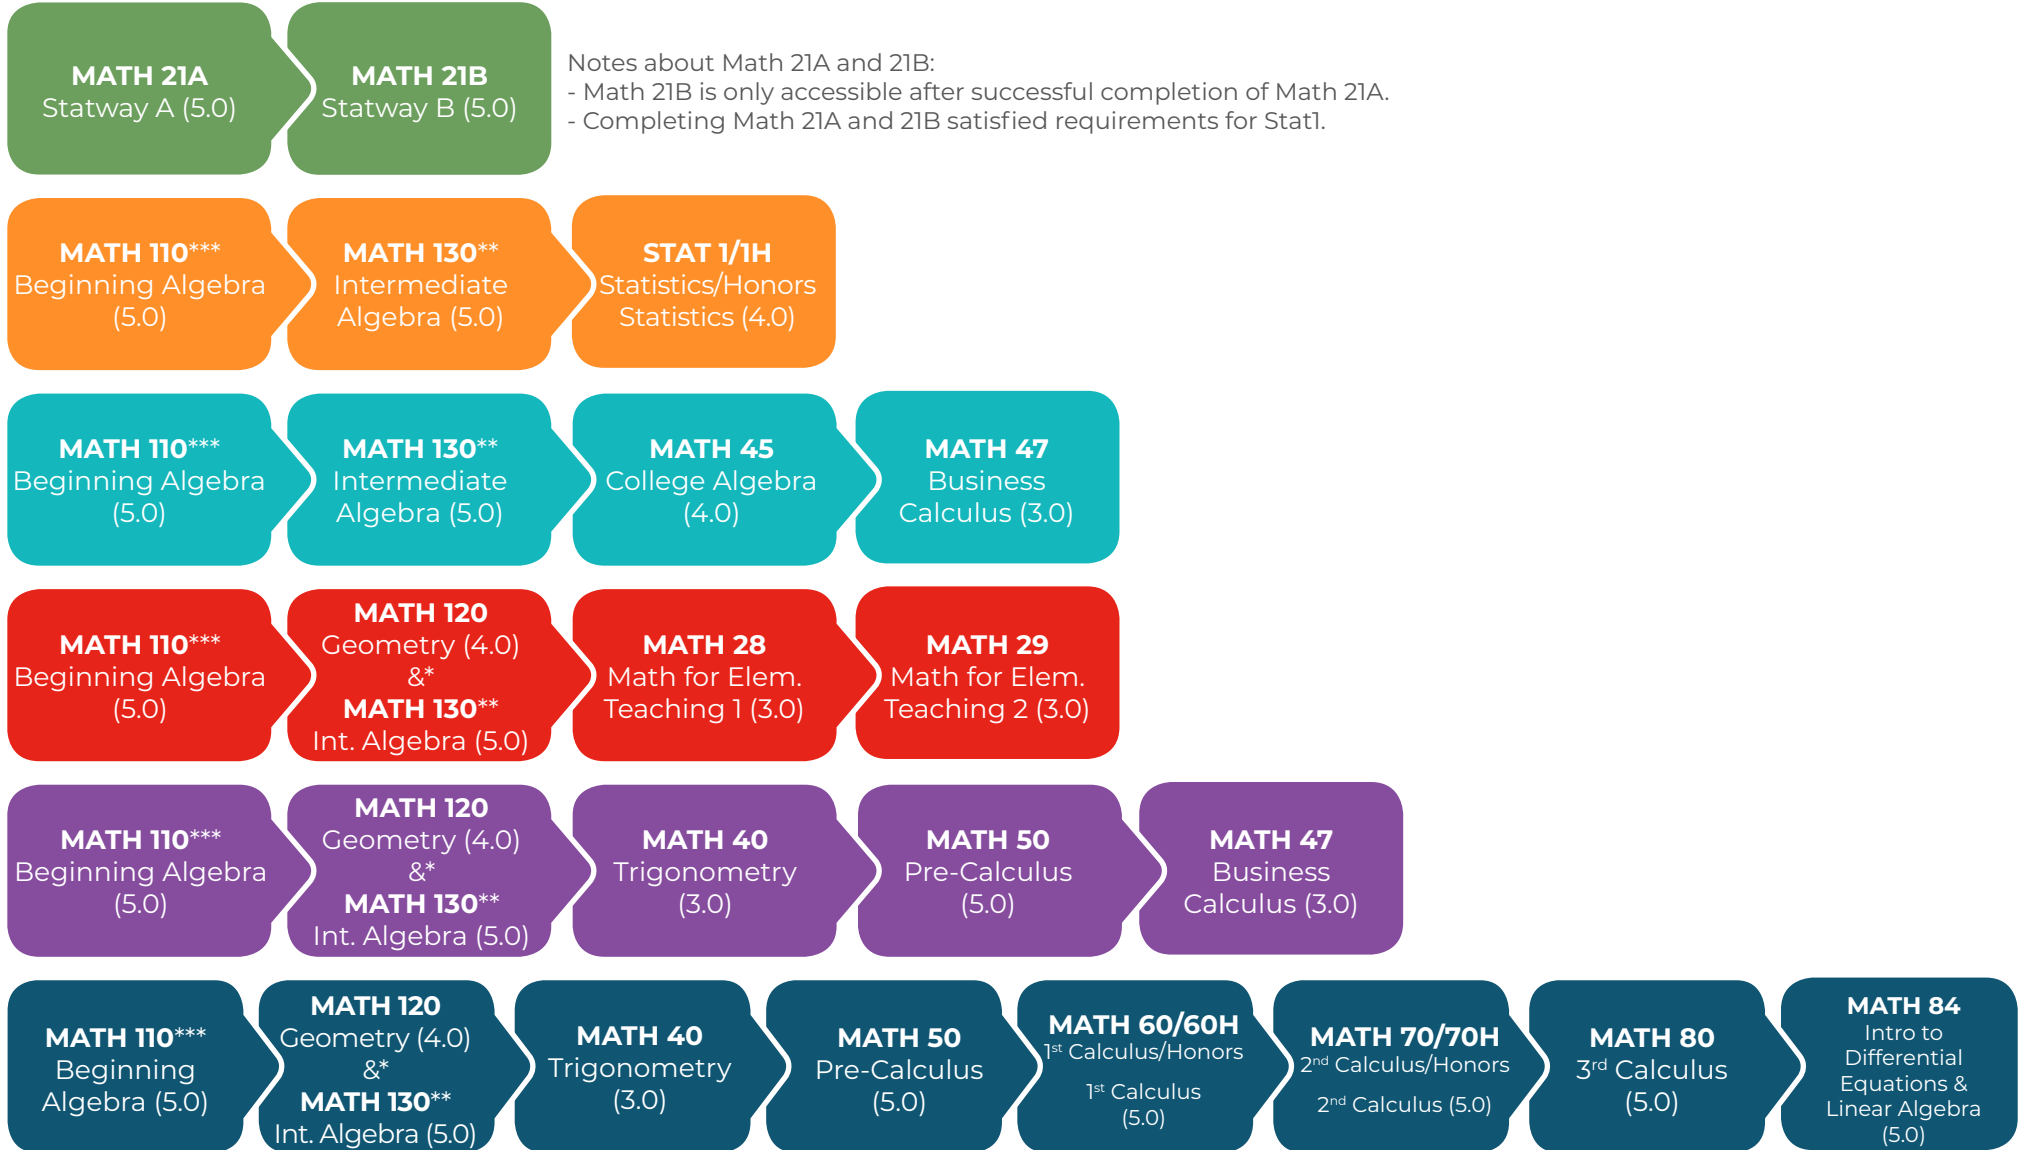 MATH 21A
Statway A (5.0)
MATH 21B
Statway B (5.0)
Notes about Math 21A and 21B:
- Math 21B is only accessible after successful completion of Math 21A.
- Completing Math 21A and 21B satisfied requirements for Stat1.
MATH 110***
Beginning Algebra
(5.0)
MATH 130**
Intermediate
Algebra (5.0)
STAT 1/1H
Statistics/Honors
Statistics (4.0)
MATH 110***
Beginning Algebra
(5.0)
MATH 130**
Intermediate
Algebra (5.0)
MATH 45
College Algebra
(4.0)
MATH 47
Business
Calculus (3.0)
MATH 110***
Beginning Algebra
(5.0)
MATH 120
Geometry (4.0)
&*
MATH 130**
Int. Algebra (5.0)
MATH 28
Math for Elem.
Teaching 1 (3.0)
MATH 29
Math for Elem.
Teaching 2 (3.0)
MATH 110***
Beginning Algebra
(5.0)
MATH 120
Geometry (4.0)
&*
MATH 130**
Int. Algebra (5.0)
MATH 40
Trigonometry
(3.0)
MATH 50
Pre-Calculus
(5.0)
MATH 47
Business
Calculus (3.0)
MATH 110***
Beginning
Algebra (5.0)
MATH 120
Geometry (4.0)
&*
MATH 130**
Int. Algebra (5.0)
MATH 40
Trigonometry
(3.0)
MATH 50
Pre-Calculus
(5.0)
MATH 60/60H
1st Calculus/Honors
1st Calculus
(5.0)
MATH 70/70H
2nd Calculus/Honors
2nd Calculus (5.0)
MATH 80
3rd Calculus
(5.0)
MATH 84
Intro to
Differential
Equations &
Linear Algebra
(5.0)